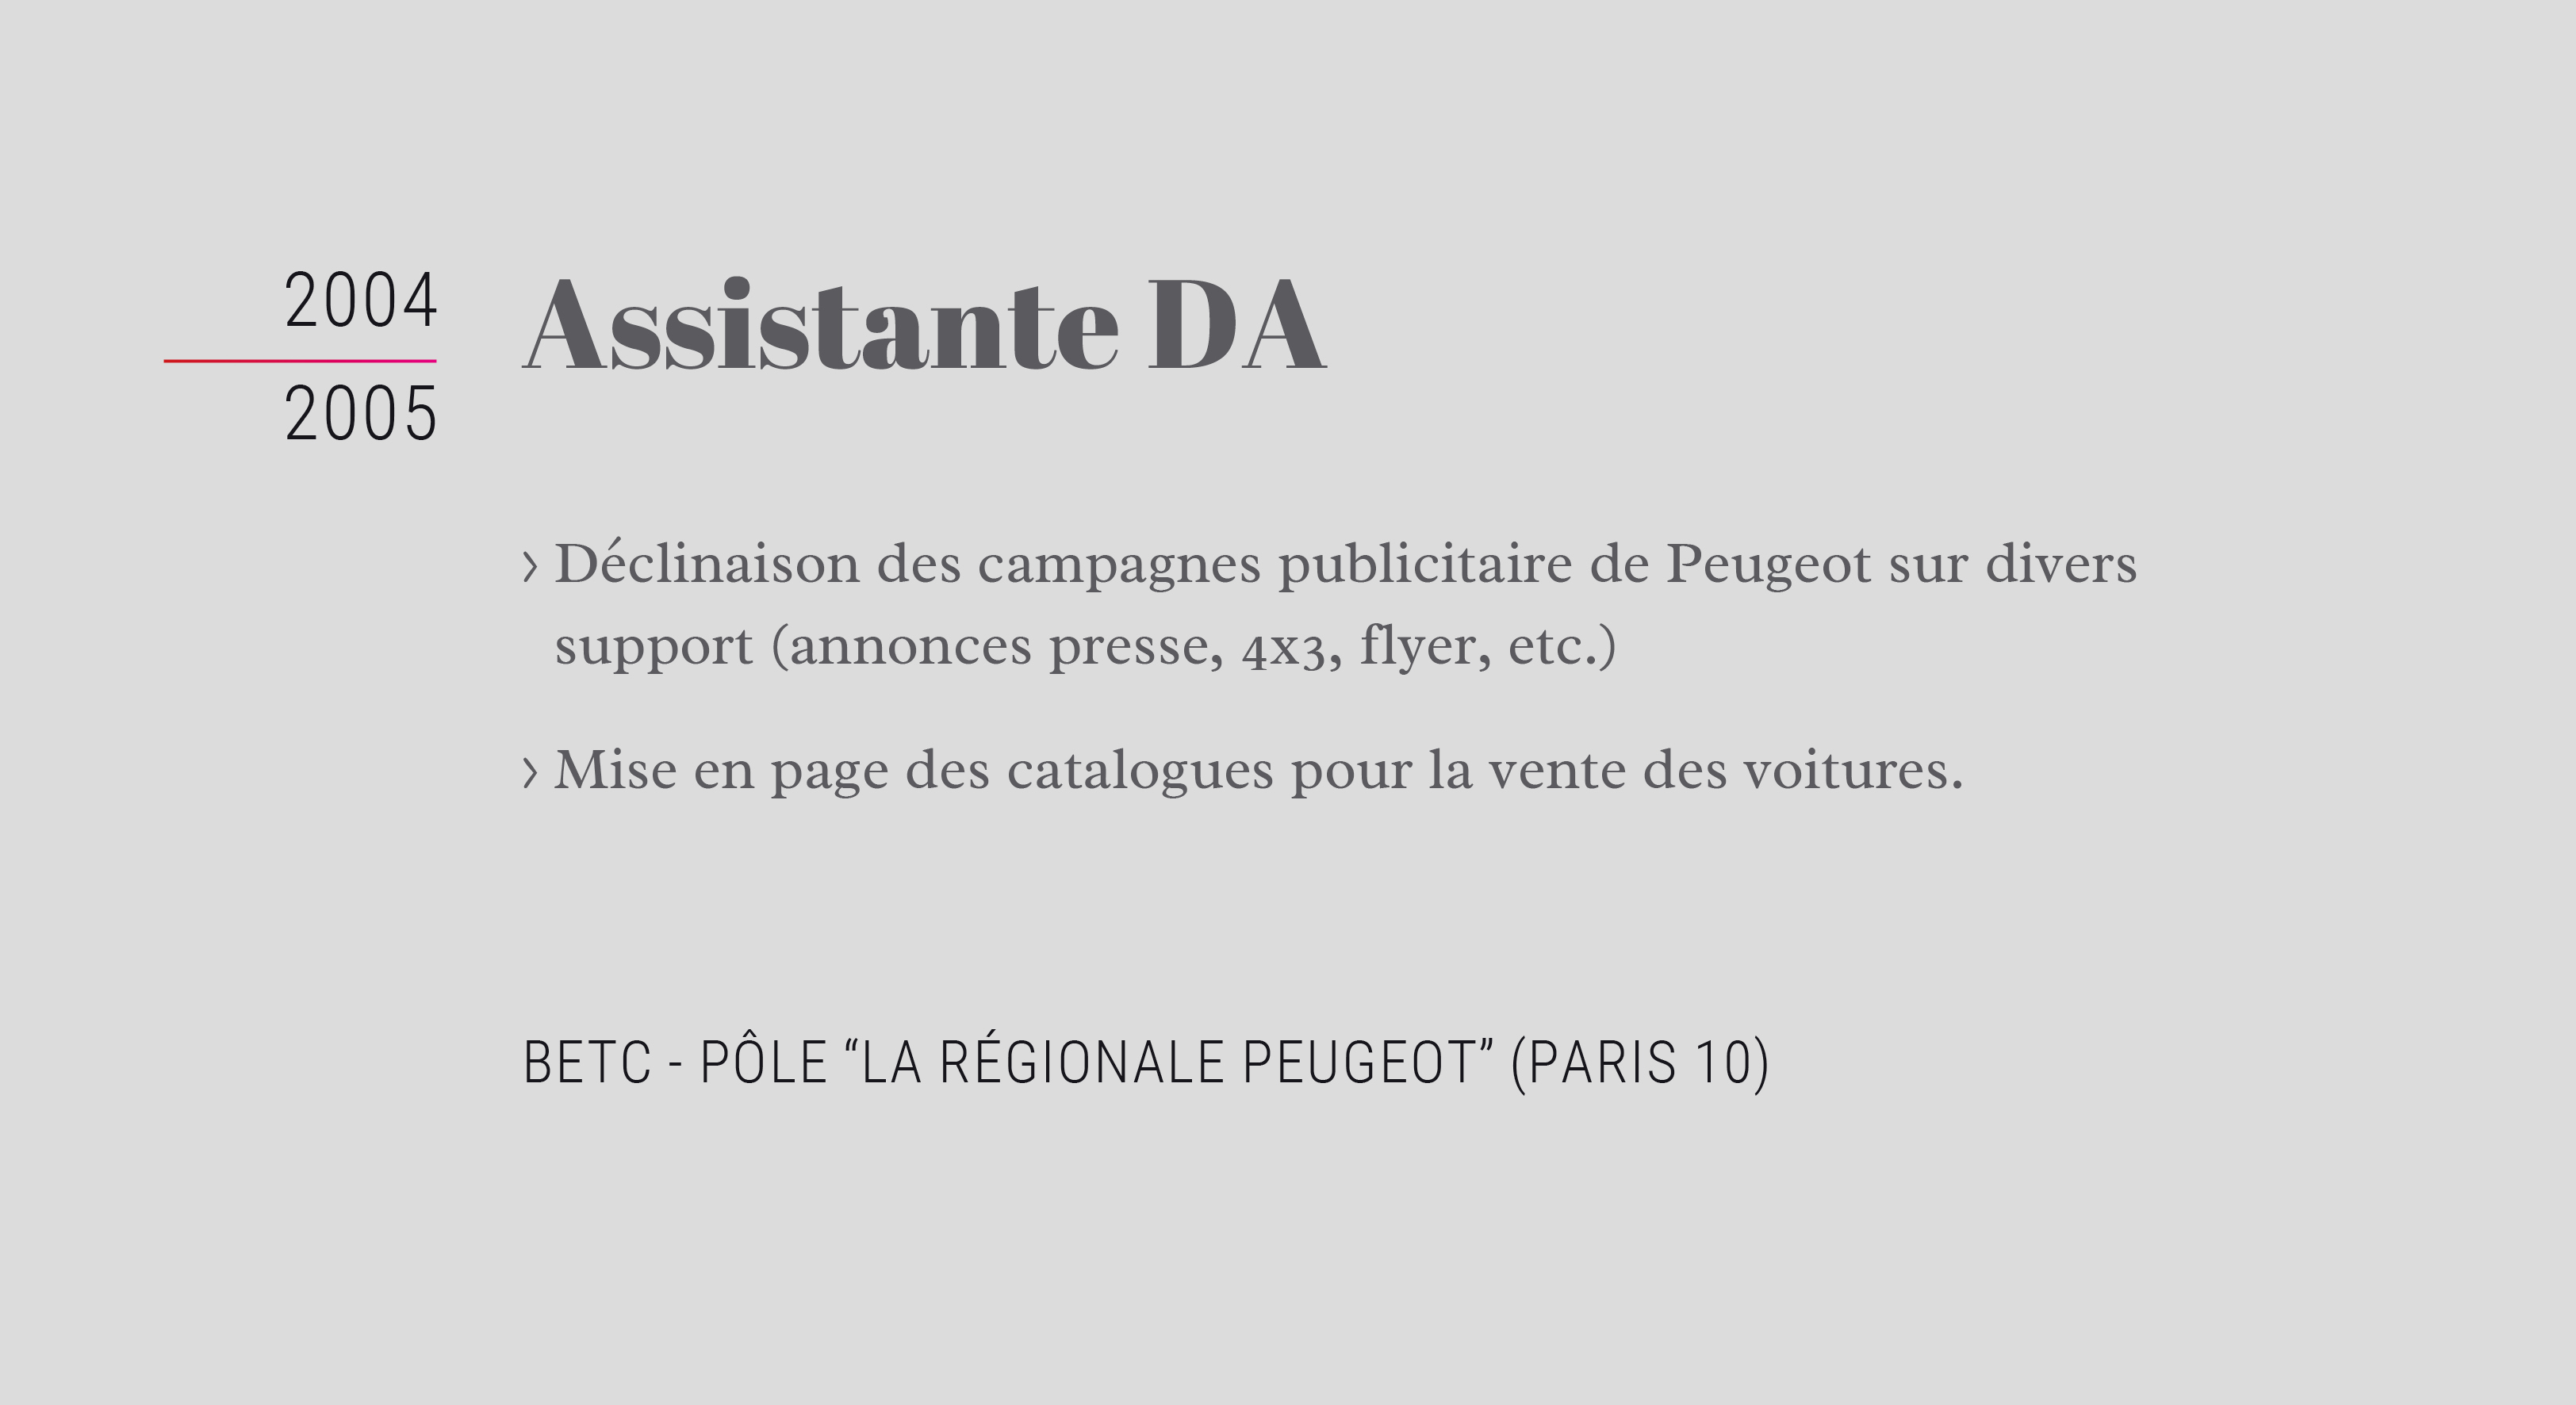 2004
2005
Assistante DA
› Déclinaison des campagnes publicitaire de Peugeot sur divers
support (annonces presse, 4x3, flyer, etc.)
› Mise en page des catalogues pour la vente des voitures.
BETC - PÔLE “LA RÉGIONALE PEUGEOT” (PARIS 10)